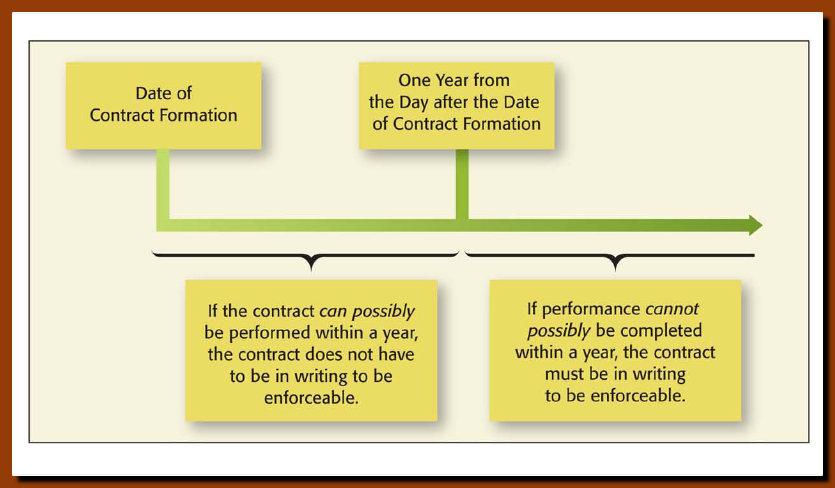 Date of
Contract Formation
One Year from
the Day after the Date
of Contract Formation
If the contract can possibly
be performed within a year,
the contract does not have
to be in writing to be
enforceable.
If performance cannot
possibly be completed
within a year, the contract
must be in writing
to be enforceable.